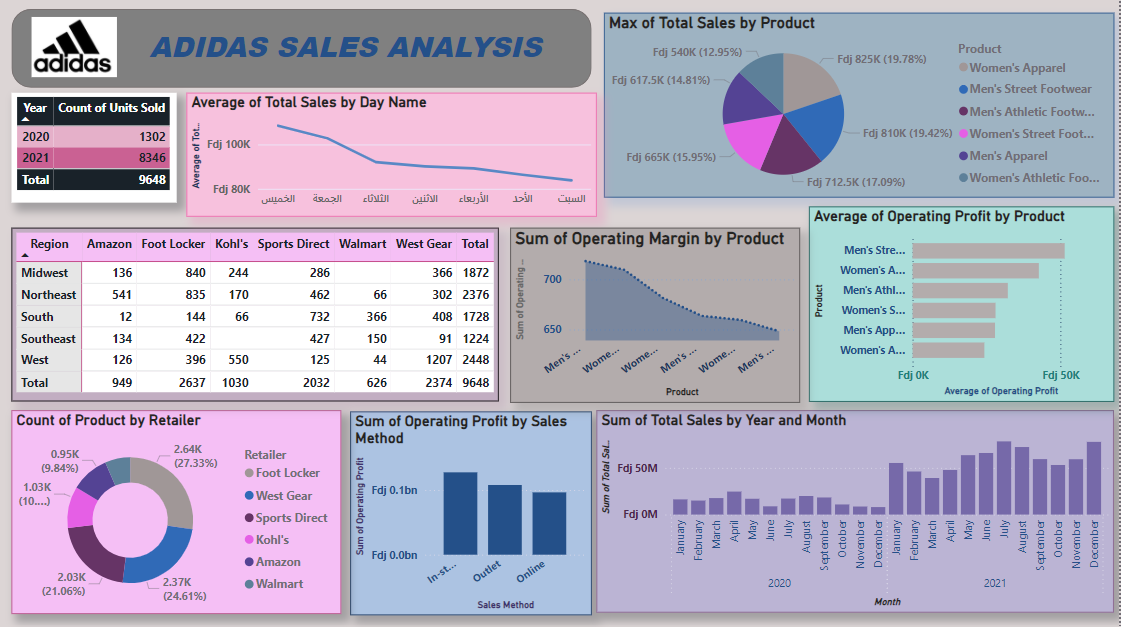 adidas
ADIDAS SALES ANALYSIS
Year Count of Units Sold
2020 1302
2021 8346
Total 9648
Average of Total Sales by Day Name
Average of Tot...
Fdj 100K
Fdj 80K
الخميس الجمعة الثلاثاء الاثنين الأربعاء الأحد السبت
Max of Total Sales by Product
Fdj 540K (12.95%)
Fdj 825K (19.78%)
Fdj 617.5K (14.81%)
Fdj 810K (19.42%)
Fdj 665K (15.95%)
Fdj 712.5K (17.09%)
Product
Women's Apparel
Men's Street Footwear
Men's Athletic Footw...
Women's Street Foot...
Men's Apparel
Women's Athletic Foo...
Region Amazon Foot Locker Kohl's Sports Direct Walmart West Gear Total
Midwest 136 840 244 286 366 1872
Northeast 541 835 170 462 66 302 2376
South 12 144 66 732 366 408 1728
Southeast 134 422 427 150 91 1224
West 126 396 550 125 44 1207 2448
Total 949 2637 1030 2032 626 2374 9648
Sum of Operating Margin by Product
Sum of Operating ...
700
650
Men's ... Wome... Wome... Men's ... Wome... Men's ...
Product
Average of Operating Profit by Product
Product
Men's Stre...
Women's A...
Men's Athl...
Women's S...
Men's App...
Women's A...
Fdj 0K Fdj 50K
Average of Operating Profit
Count of Product by Retailer
0.95K
(9.84%)
2.64K
(27.33%)
1.03K
(10....)
2.03K
(21.06%)
2.37K
(24.61%)
Retailer
Foot Locker
West Gear
Sports Direct
Kohl's
Amazon
Walmart
Sum of Operating Profit by Sales
Method
Sum of Operating Profit
Fdj 0.1bn
Fdj 0.0bn
In-st... Outlet Online
Sales Method
Sum of Total Sales by Year and Month
Sum of Total Sal...
Fdj 50M
Fdj 0M
January February March April May June July August September October November December January February March April May June July August September October November December
2020 2021
Month